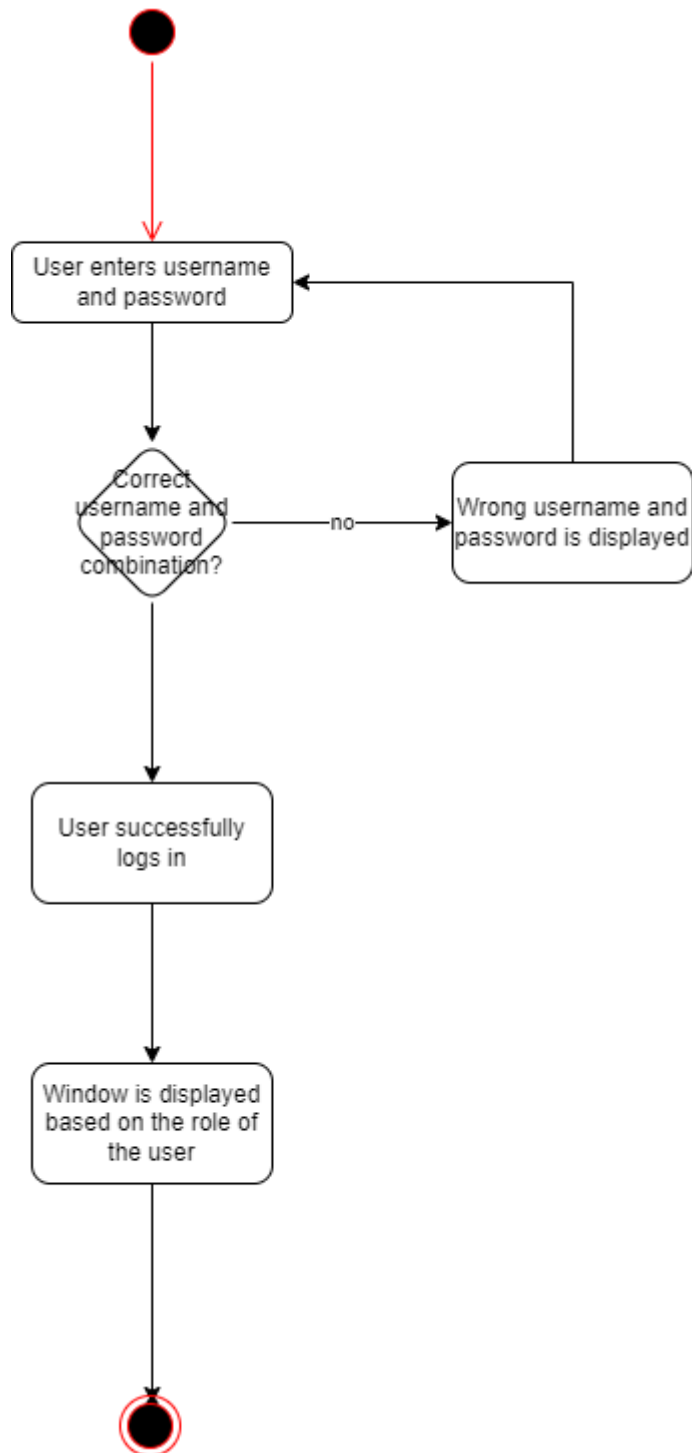 User enters username
and password
Correct
username and
password
combination?
no
Wrong username and
password is displayed
User successfully
logs in
Window is displayed
based on the role of
the user